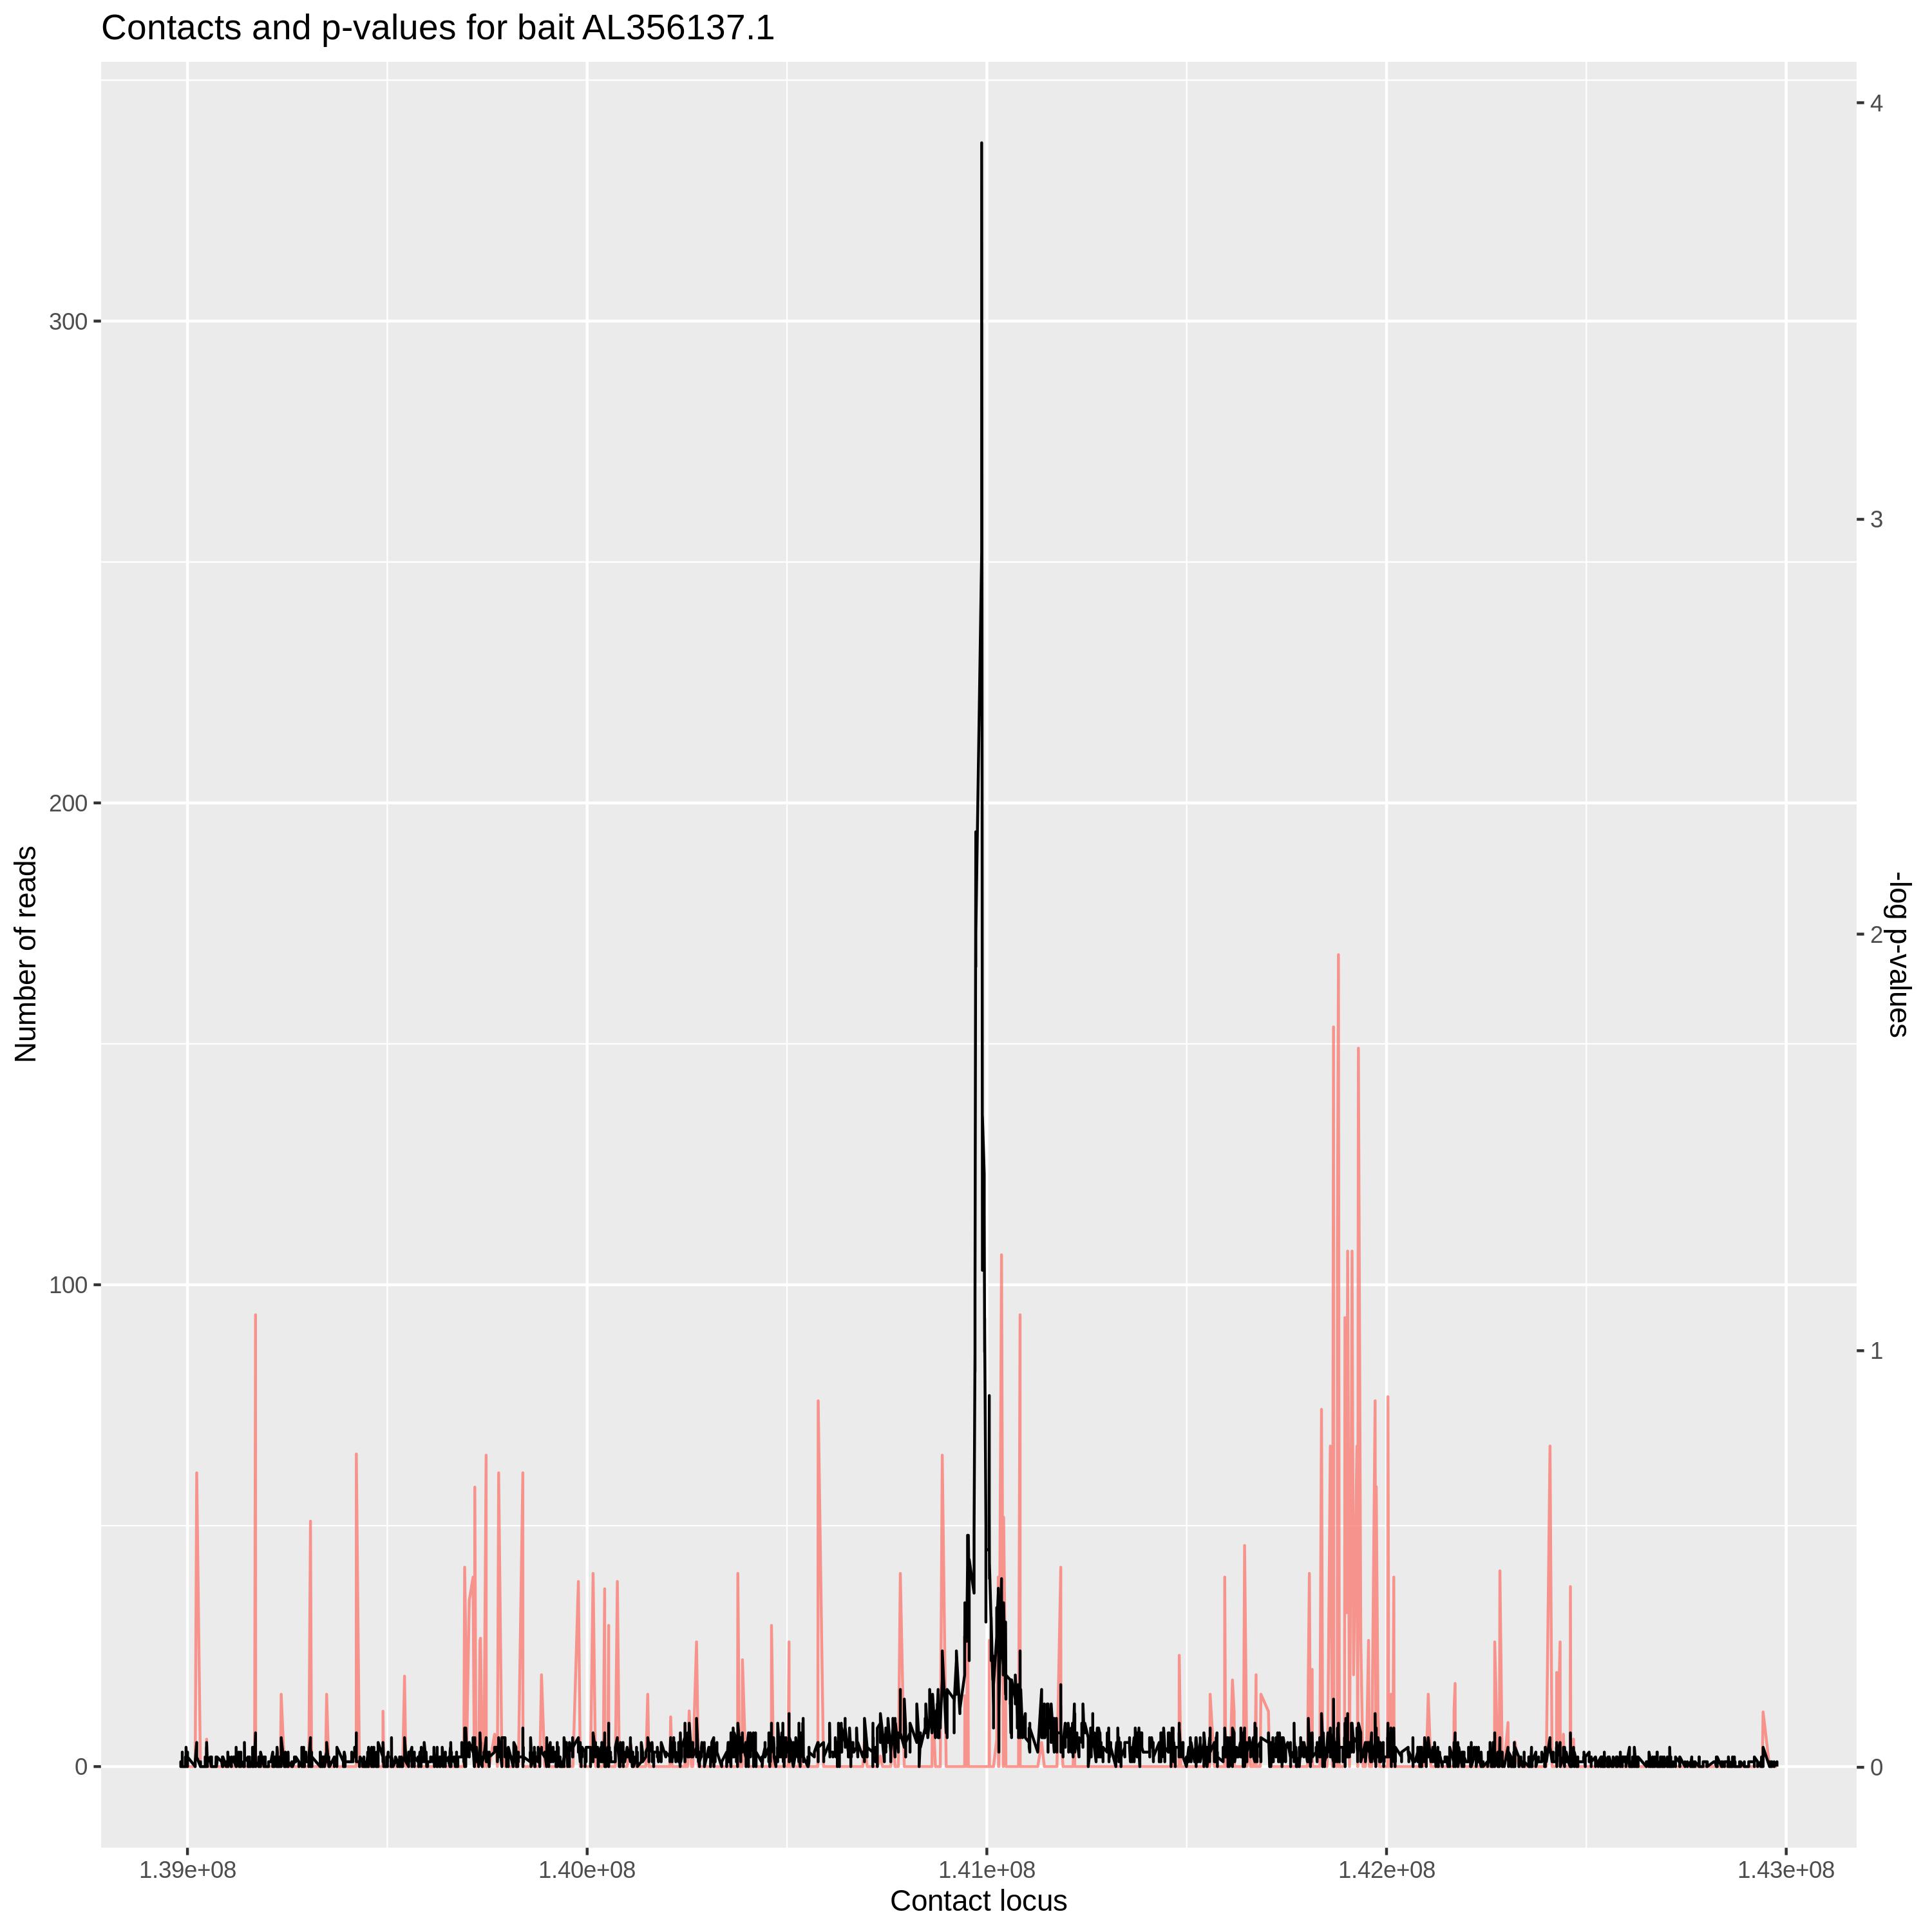 Contacts and p-values for bait AL356137.1
4
300
3
200
Number of reads
2
-log p-values
100
1
0
0
1.39e+08
1.40e+08
1.41e+08
1.42e+08
1.43e+08
Contact locus